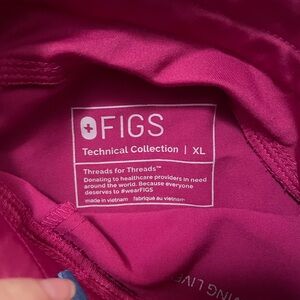 FIGS
Technical Collection | XL
Threads for Threads™
Donating to healthcare providers in need
around the world. Because everyone
deserves to #wearFIGS
made in vietnam fabriqué au vietnam